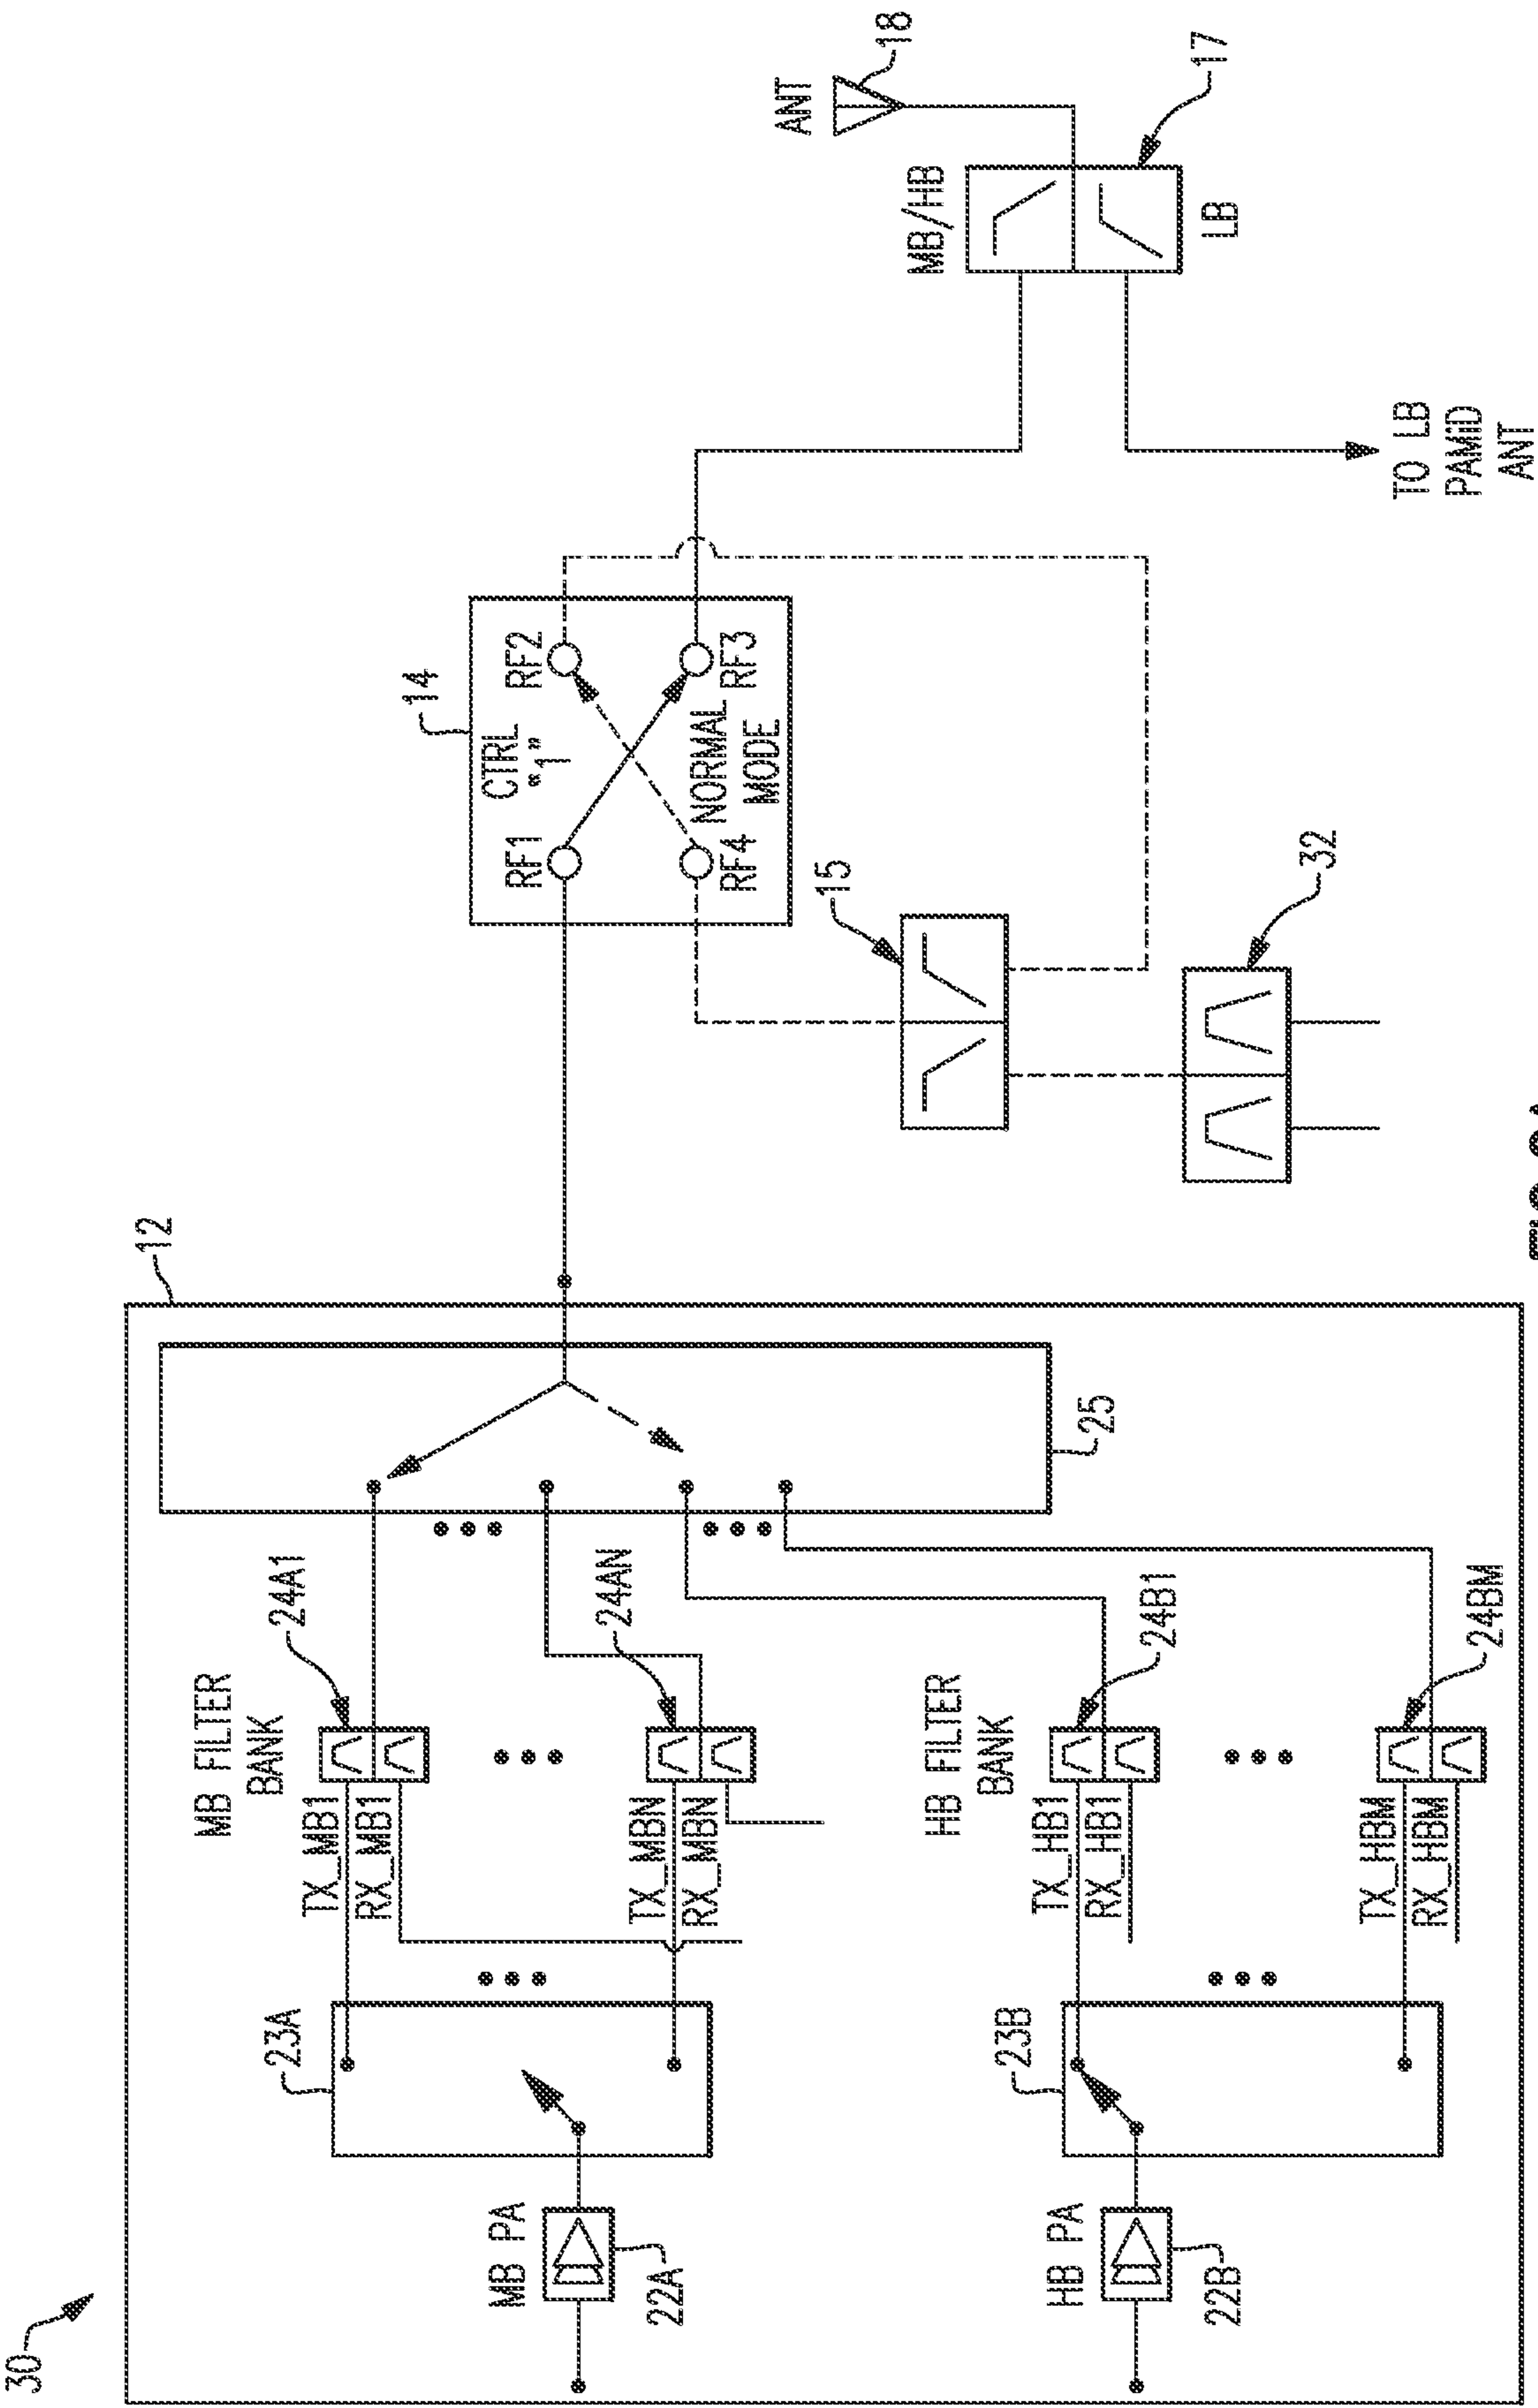 30
12
MB PA
22A
23A
TX_MB1
RX_MB1
MB FILTER
BANK
24A1
TX_MBN
RX_MBN
24AN
HB PA
22B
23B
TX_HB1
RX_HB1
HB FILTER
BANK
24B1
TX_HBM
RX_HBM
24BM
25
14
CTRL
“1”
RF1
RF2
RF4
RF3
NORMAL
MODE
15
32
ANT
18
MB/HB
17
LB
TO LB
PAMiD
ANT